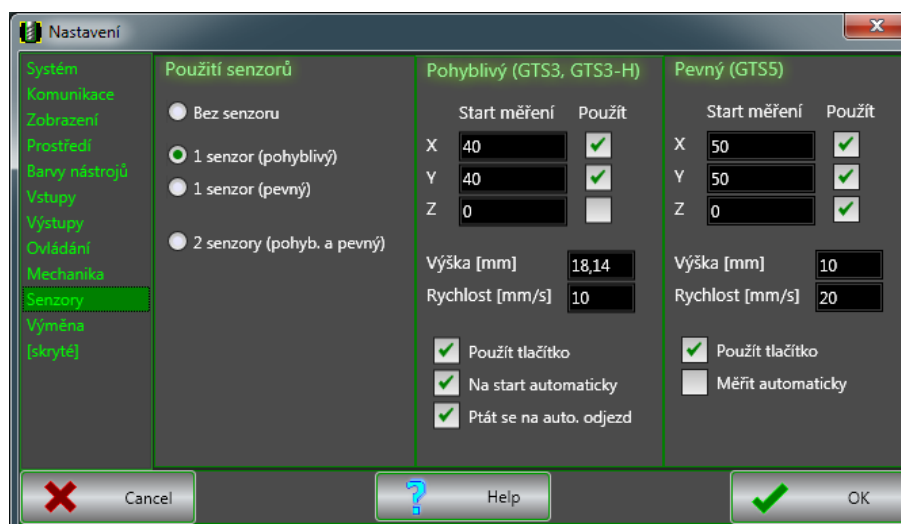 Nastavení
Systém
Komunikace
Zobrazení
Prostředí
Barvy nástrojů
Vstupy
Výstupy
Ovládání
Mechanika
Senzory
Výměna
[skryté]
Použití senzorů
Bez senzoru
1 senzor (pohyblivý)
1 senzor (pevný)
2 senzory (pohyb. a pevný)
Pohyblivý (GTS3, GTS3-H)
Start měření Použít
X 40
Y 40
Z 0
Výška [mm] 18,14
Rychlost [mm/s] 10
Použít tlačítko
Na start automaticky
Ptát se na auto. odjezd
Pevný (GTS5)
Start měření Použít
X 50
Y 50
Z 0
Výška [mm] 10
Rychlost [mm/s] 20
Použít tlačítko
Měřit automaticky
Cancel
Help
OK